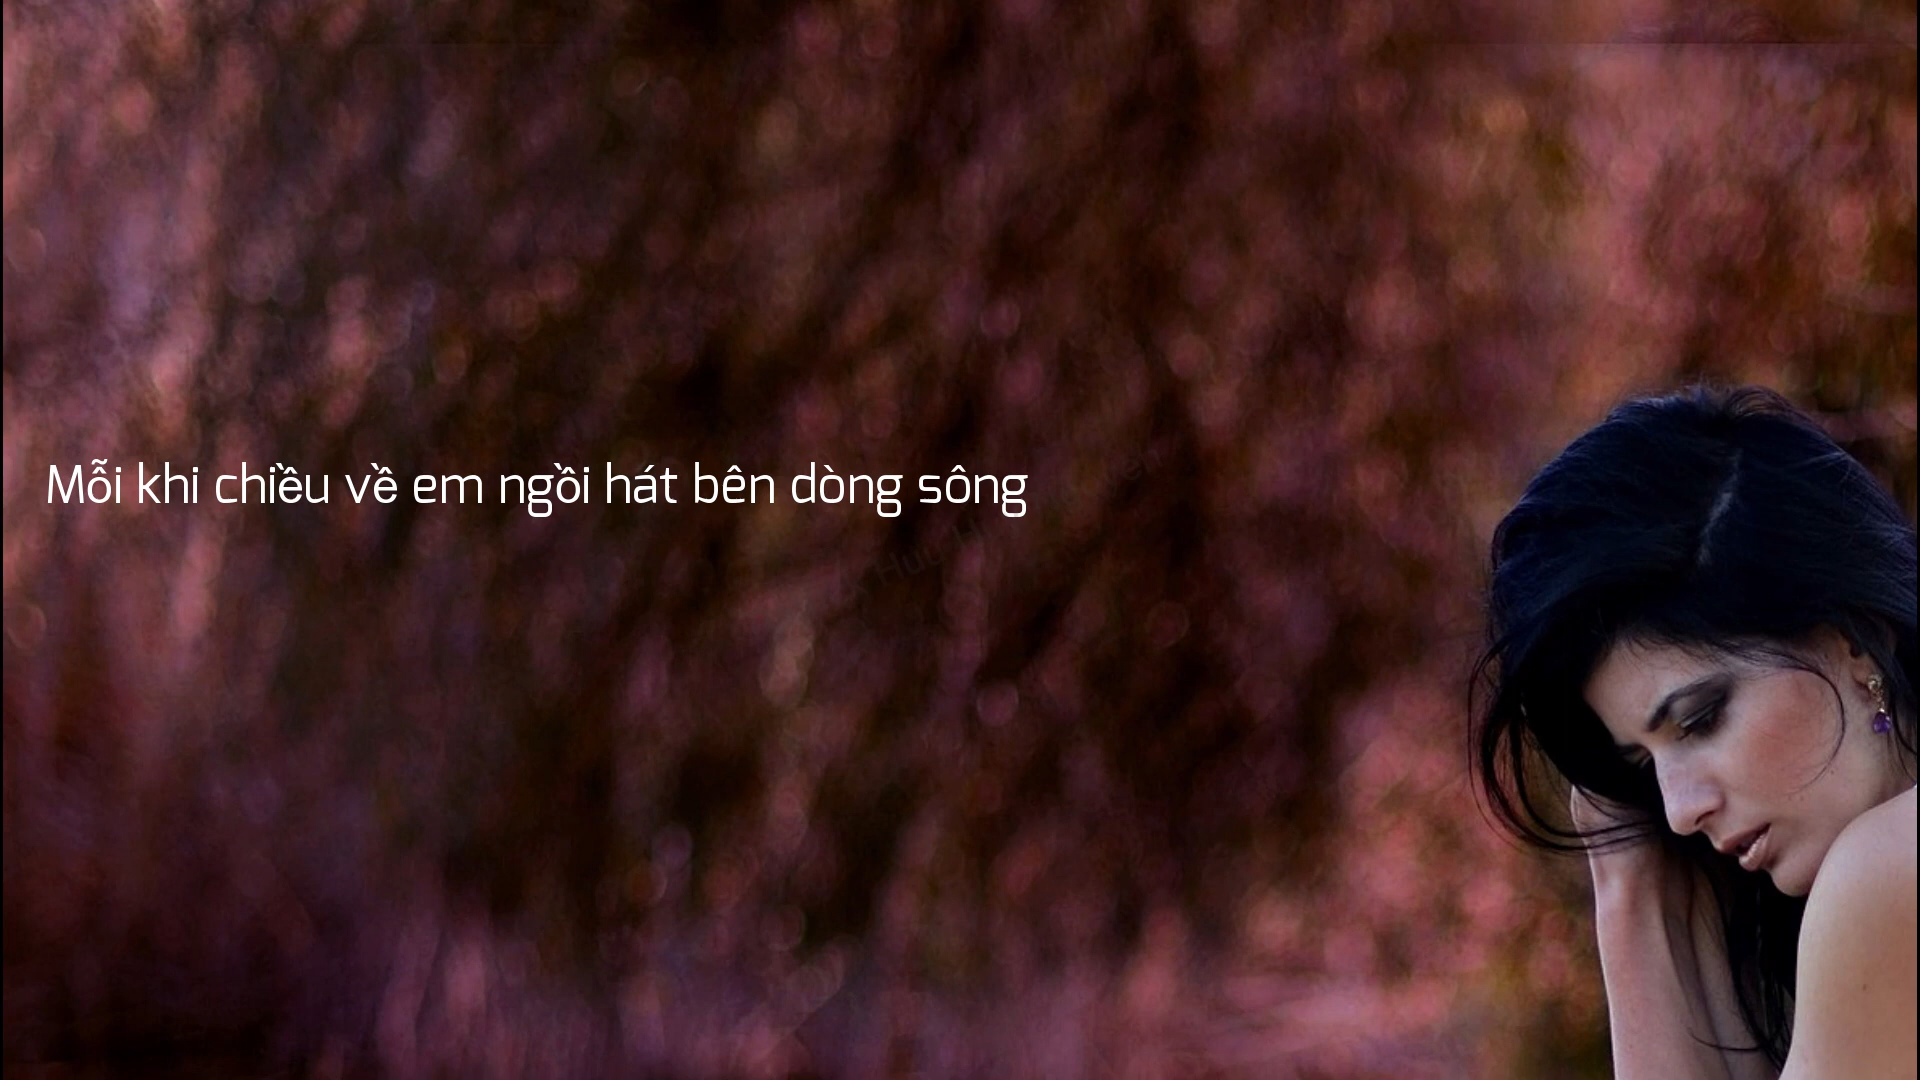 Mỗi khi chiều về em ngồi hát bên dòng sông